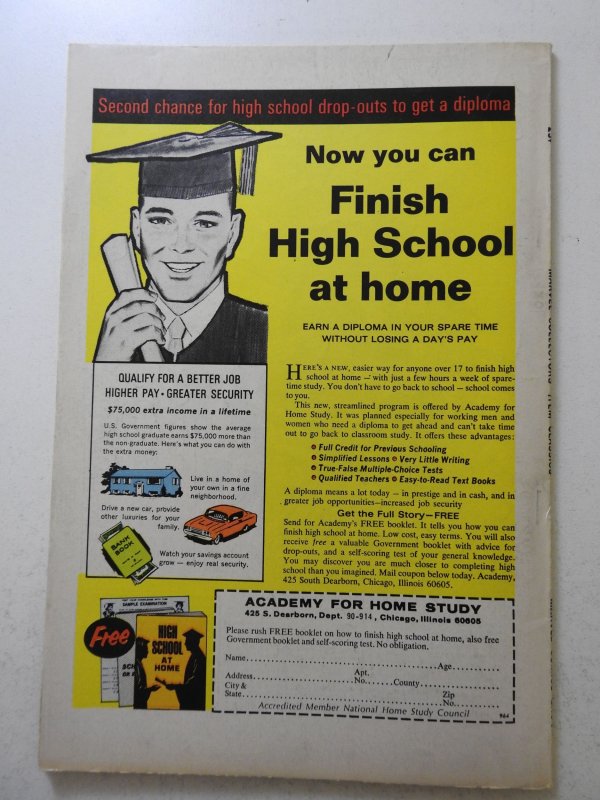 Second chance for high school drop-outs to get a diploma
Now you can
Finish
High School
at home
EARN A DIPLOMA IN YOUR SPARE TIME
WITHOUT LOSING A DAY'S PAY
HERE'S A NEW, easier way for anyone over 17 to finish high
school at home — with just a few hours a week of spare-
time study. You don't have to go back to school — school comes
to you.
This new, streamlined program is offered by Academy for
Home Study. It was planned especially for working men and
women who need a diploma to get ahead and can't take time
out to go back to classroom study. It offers these advantages:
• Full Credit for Previous Schooling
• Simplified Lessons • Very Little Writing
• True-False Multiple-Choice Tests
• Qualified Teachers • Easy-to-Read Text Books
A diploma means a lot today — in prestige and in cash, and in
greater job opportunities—increased job security
Get the Full Story—FREE
Send for Academy's FREE booklet. It tells you how you can
finish high school at home. Low cost, easy terms. You will also
receive free a valuable Government booklet with advice for
drop-outs, and a self-scoring test of your general knowledge.
You may discover you are much closer to completing high
school than you imagined. Mail coupon below today. Academy,
425 South Dearborn, Chicago, Illinois 60605.
QUALIFY FOR A BETTER JOB
HIGHER PAY • GREATER SECURITY
$75,000 extra income in a lifetime
U.S. Government figures show the average
high school graduate earns $75,000 more than
the non-graduate. Here's what you can do with
the extra money:
Live in a home of
your own in a fine
neighborhood.
Drive a new car, provide
other luxuries for your
family.
BANK
BOOK
Watch your savings account
grow — enjoy real security.
Free
SAMPLE EXAMINATION
HIGH
SCHOOL
AT
HOME
ACADEMY FOR HOME STUDY
425 S. Dearborn, Dept. 90-914, Chicago, Illinois 60605
Please rush FREE booklet on how to finish high school at home, also free
Government booklet and self-scoring test. No obligation.
Name Age
Address Apt. No. County
City & State Zip No.
Accredited Member National Home Study Council
964